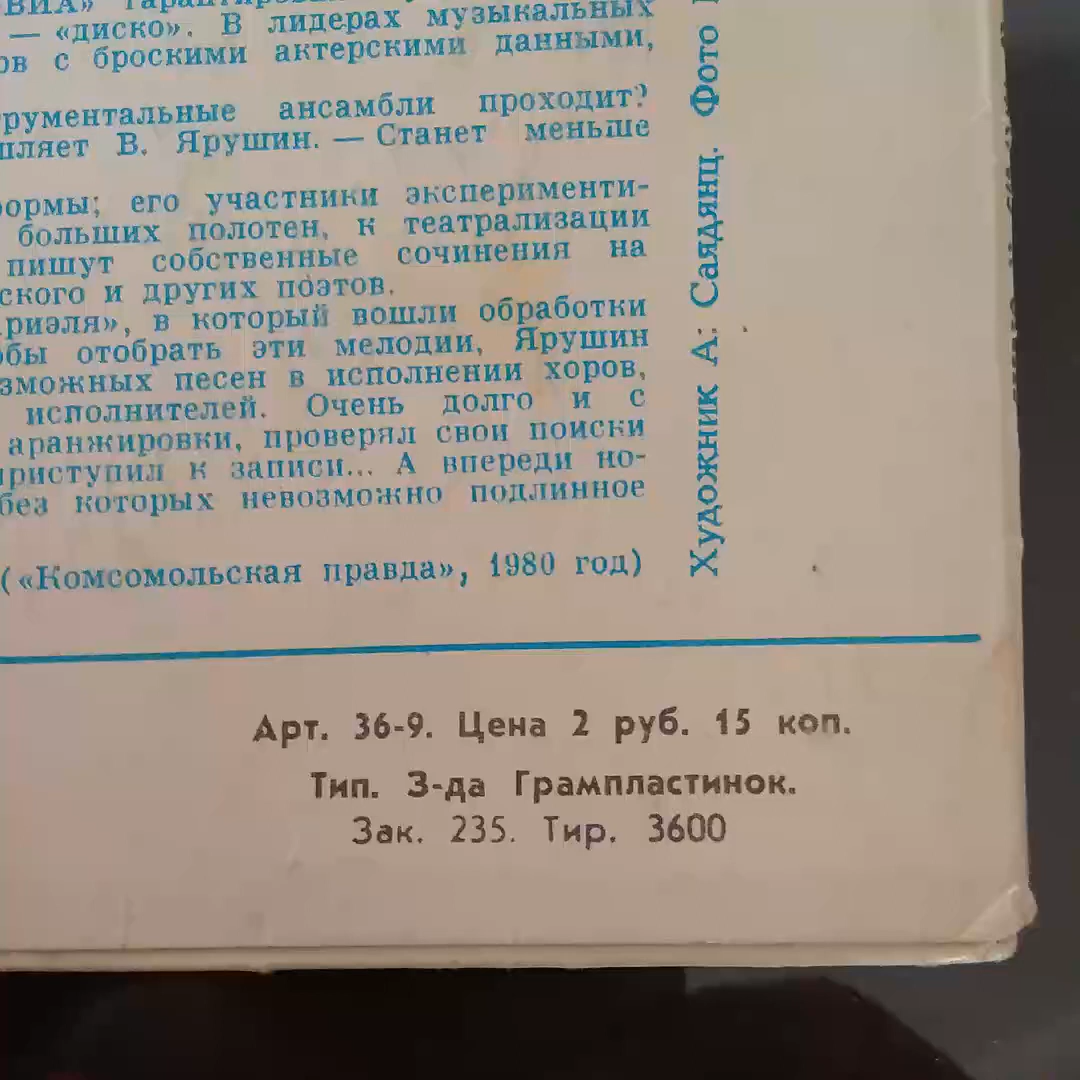 ВИА» гарантирова
— «диско». В лидерах музыкальных
ов с броскими актерскими данными,
рументальные ансамбли проходит?
пляет В. Ярушин. — Станет меньше
ормы; его участники эксперименти-
больших полотен, к театрализации
пишут собственные сочинения на
ского и других поэтов.
риэля», в который вошли обработки
обы отобрать эти мелодии, Ярушин
зможных песен в исполнении хоров,
исполнителей. Очень долго и с
аранжировки, проверял свои поиски
приступил к записи... А впереди но-
без которых невозможно подлинное
(«Комсомольская правда», 1980 год)
Художник А. Саядянц. Фото
Арт. 36-9. Цена 2 руб. 15 коп.
Тип. З-да Грампластинок.
Зак. 235. Тир. 3600